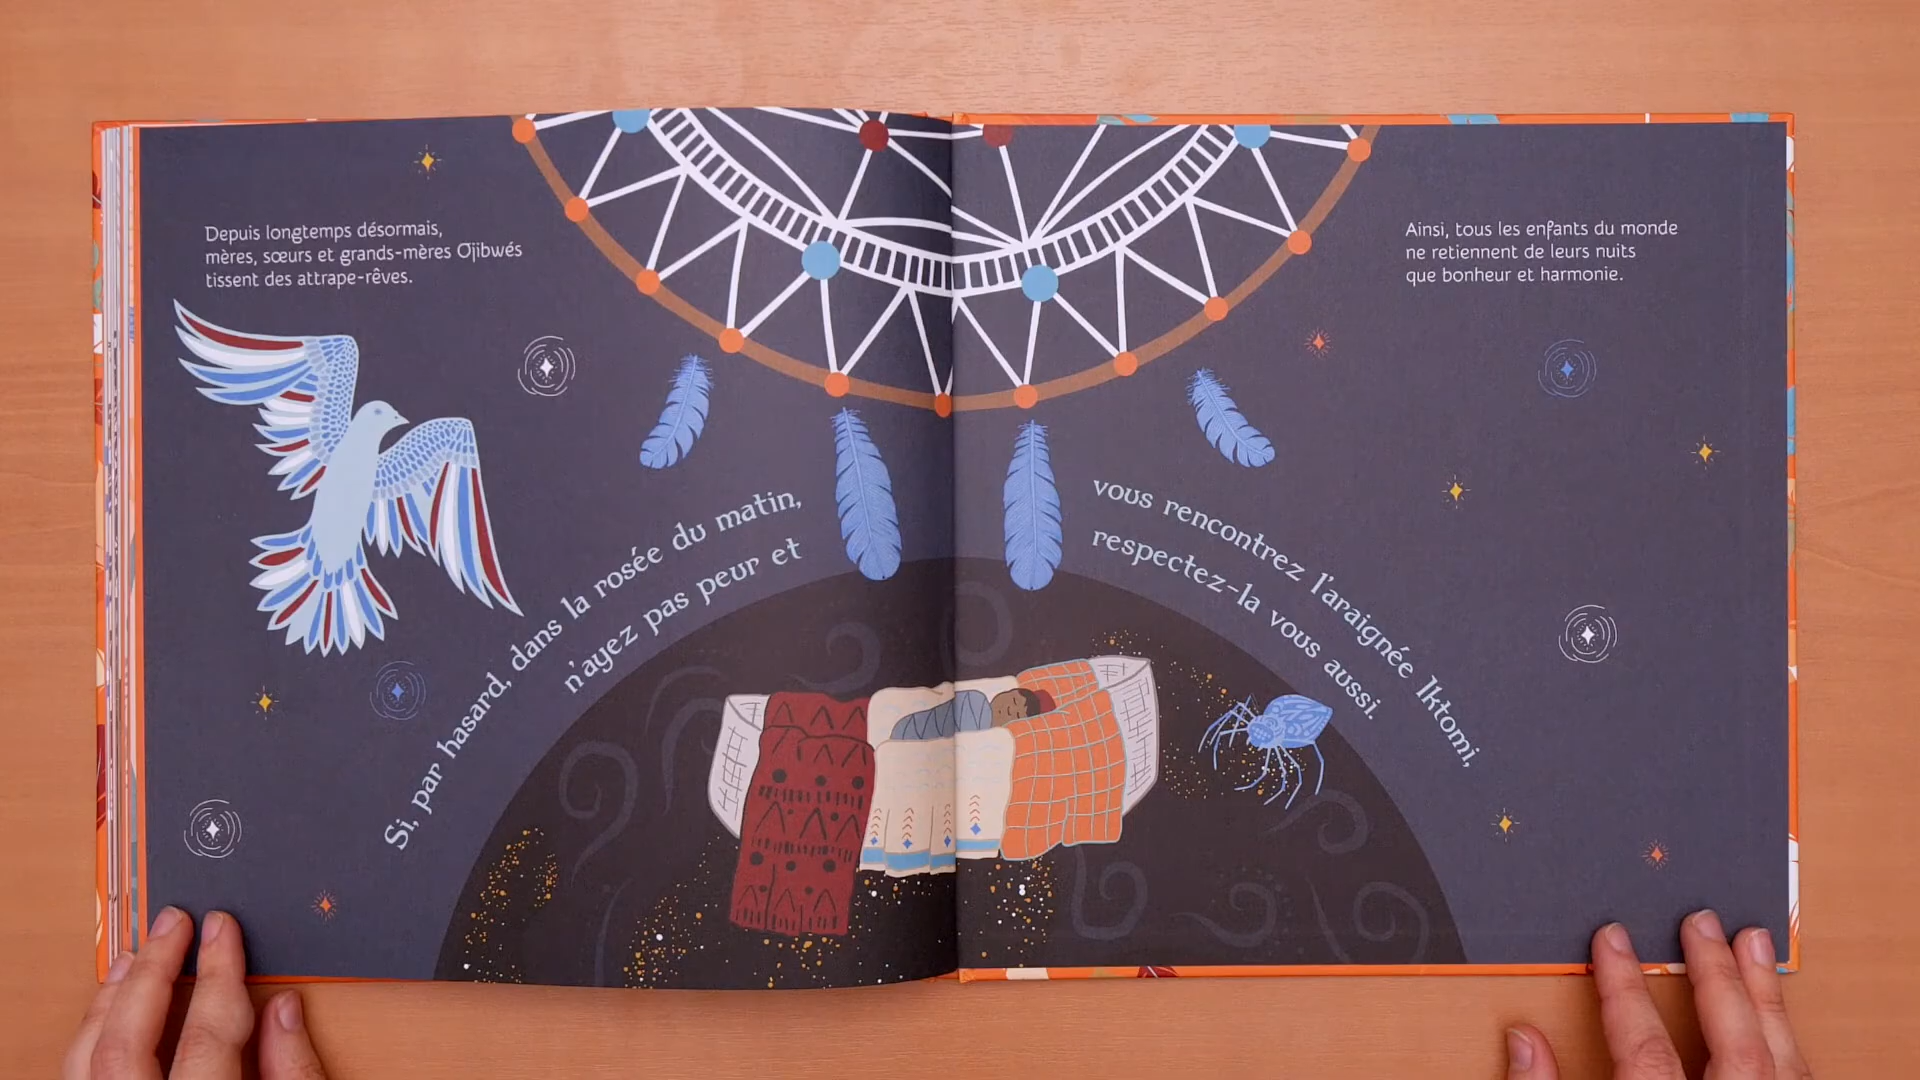 Depuis longtemps désormais,
mères, sœurs et grands-mères Ojibwés
tissent des attrape-rêves.
Si, par hasard, dans la rosée du matin,
vous rencontrez l'araignée Iktomi,
n'ayez pas peur et
respectez-la vous aussi.
Ainsi, tous les enfants du monde
ne retiennent de leurs nuits
que bonheur et harmonie.